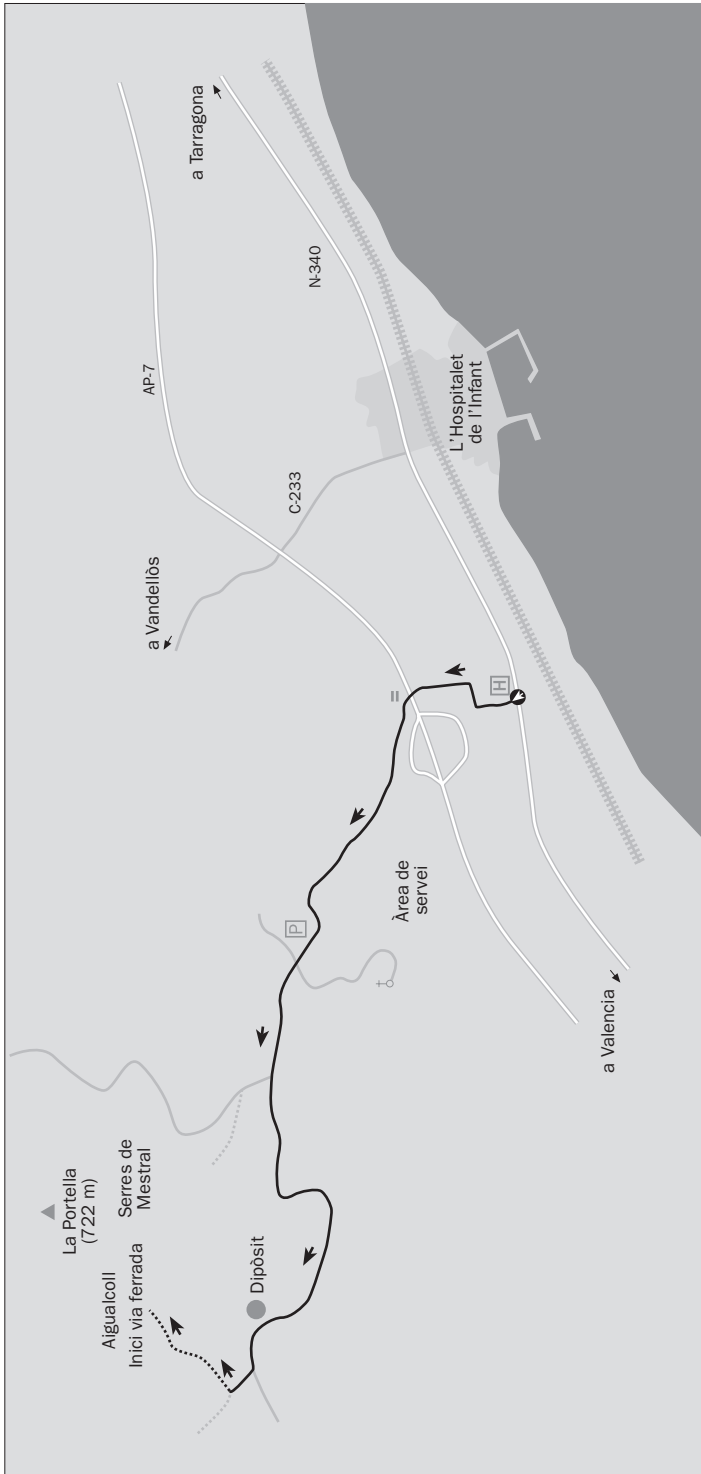 La Portella
(722 m)
Aigualcoll
Inici via ferrada
Serres de
Mestral
Dipòsit
P
a Vandellòs
AP-7
C-233
N-340
a Tarragona
Àrea de
servei
H
L'Hospitalet
de l'Infant
a Valencia